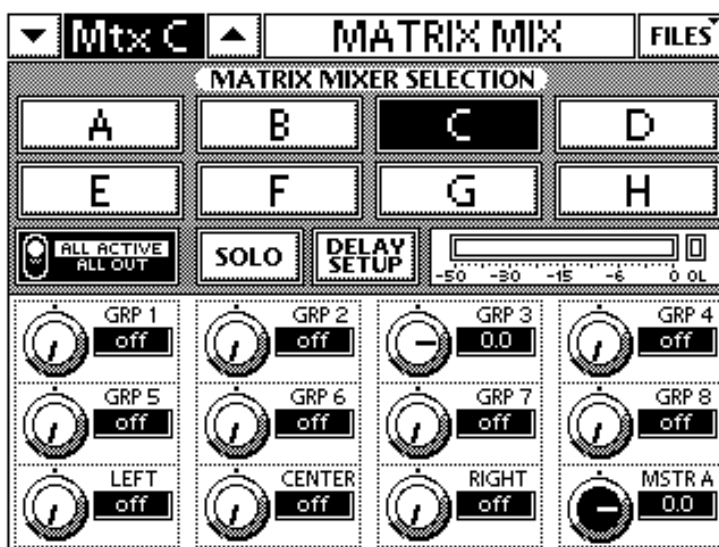 Mtx C MATRIX MIX FILES
MATRIX MIXER SELECTION
A B C D
E F G H
ALL ACTIVE
ALL OUT
SOLO
DELAY
SETUP
-50 -30 -15 -6 0 OL
GRP 1 GRP 2 GRP 3 GRP 4
off off 0.0 off
GRP 5 GRP 6 GRP 7 GRP 8
off off off off
LEFT CENTER RIGHT MSTR A
off off off 0.0